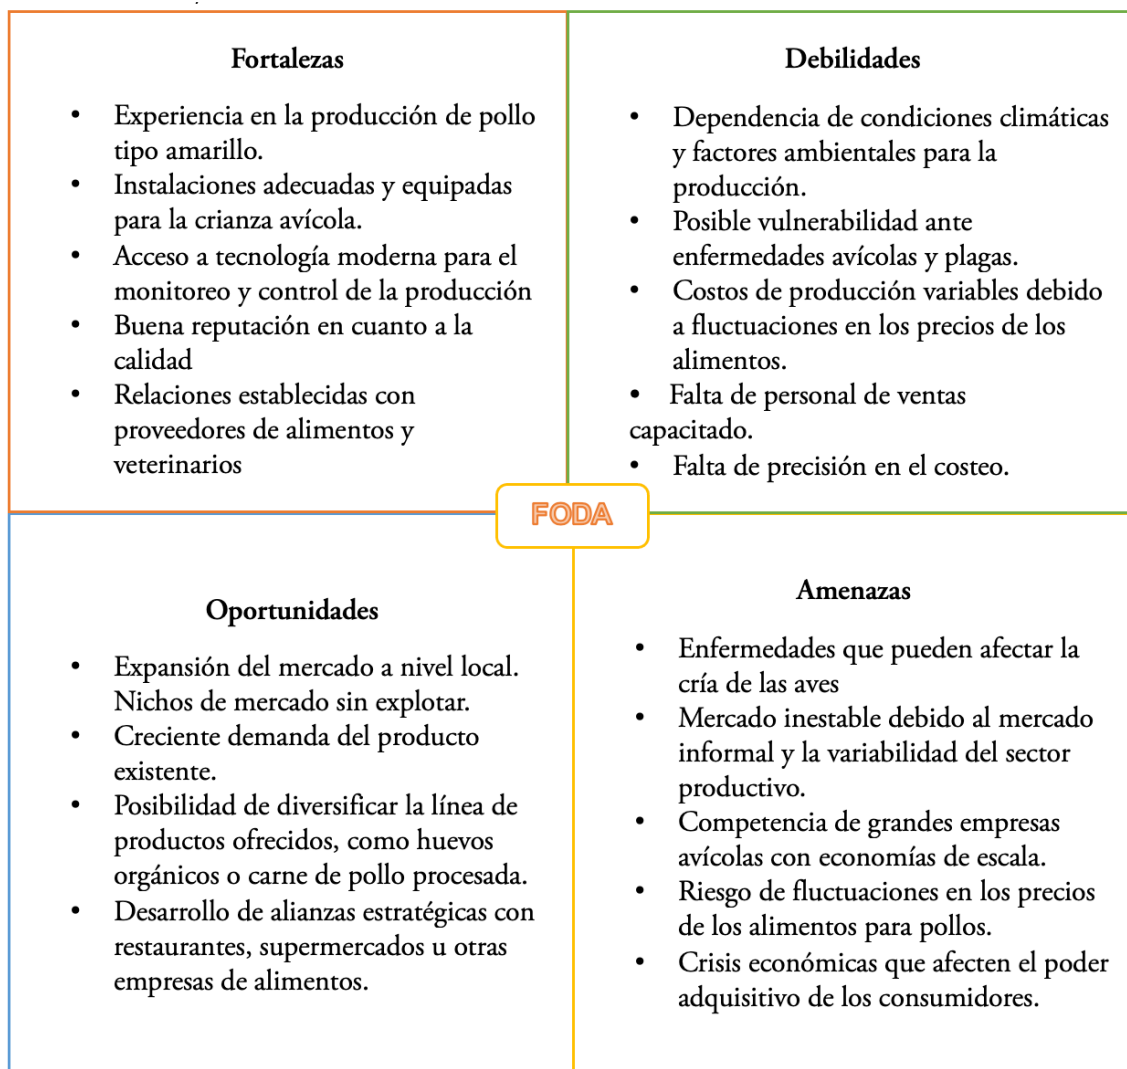 Fortalezas
• Experiencia en la producción de pollo
tipo amarillo.
• Instalaciones adecuadas y equipadas
para la crianza avícola.
• Acceso a tecnología moderna para el
monitoreo y control de la producción
• Buena reputación en cuanto a la
calidad
• Relaciones establecidas con
proveedores de alimentos y
veterinarios
Debilidades
• Dependencia de condiciones climáticas
y factores ambientales para la
producción.
• Posible vulnerabilidad ante
enfermedades avícolas y plagas.
• Costos de producción variables debido
a fluctuaciones en los precios de los
alimentos.
• Falta de personal de ventas
capacitado.
• Falta de precisión en el costeo.
FODA
Oportunidades
• Expansión del mercado a nivel local.
Nichos de mercado sin explotar.
• Creciente demanda del producto
existente.
• Posibilidad de diversificar la línea de
productos ofrecidos, como huevos
orgánicos o carne de pollo procesada.
• Desarrollo de alianzas estratégicas con
restaurantes, supermercados u otras
empresas de alimentos.
Amenazas
• Enfermedades que pueden afectar la
cría de las aves
• Mercado inestable debido al mercado
informal y la variabilidad del sector
productivo.
• Competencia de grandes empresas
avícolas con economías de escala.
• Riesgo de fluctuaciones en los precios
de los alimentos para pollos.
• Crisis económicas que afecten el poder
adquisitivo de los consumidores.